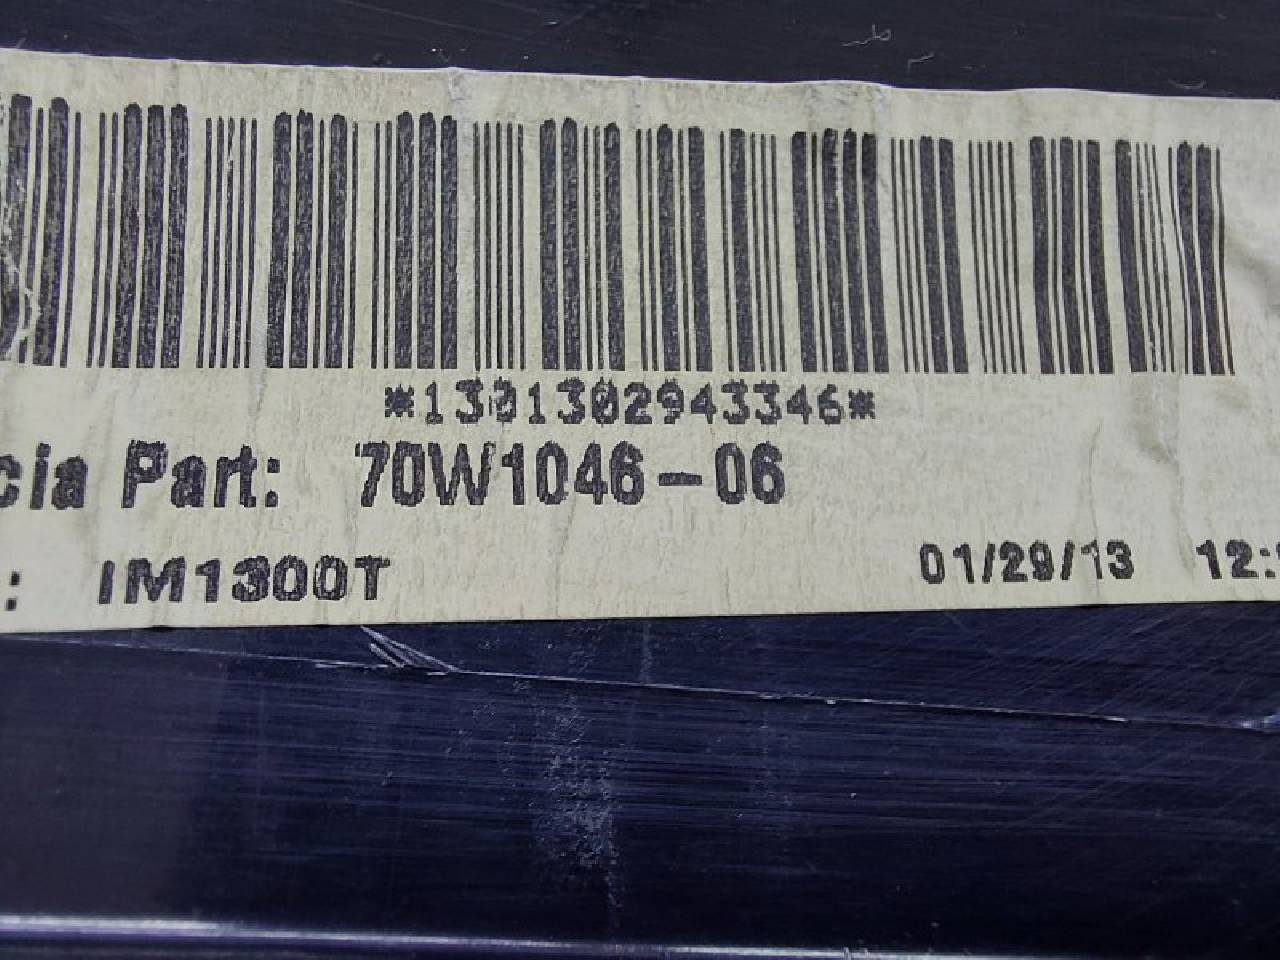 *1301302943346*
cia Part: 70W1046-06
: IM1300T 01/29/13 12: